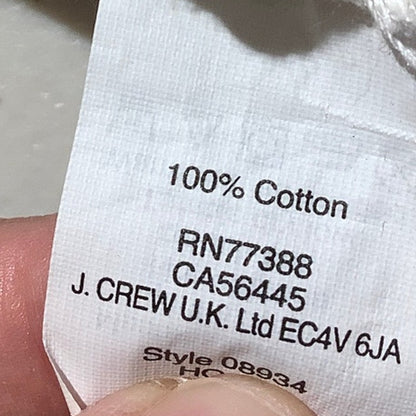 100% Cotton
RN77388
CA56445
J. CREW U.K. Ltd EC4V 6JA
Style 08934